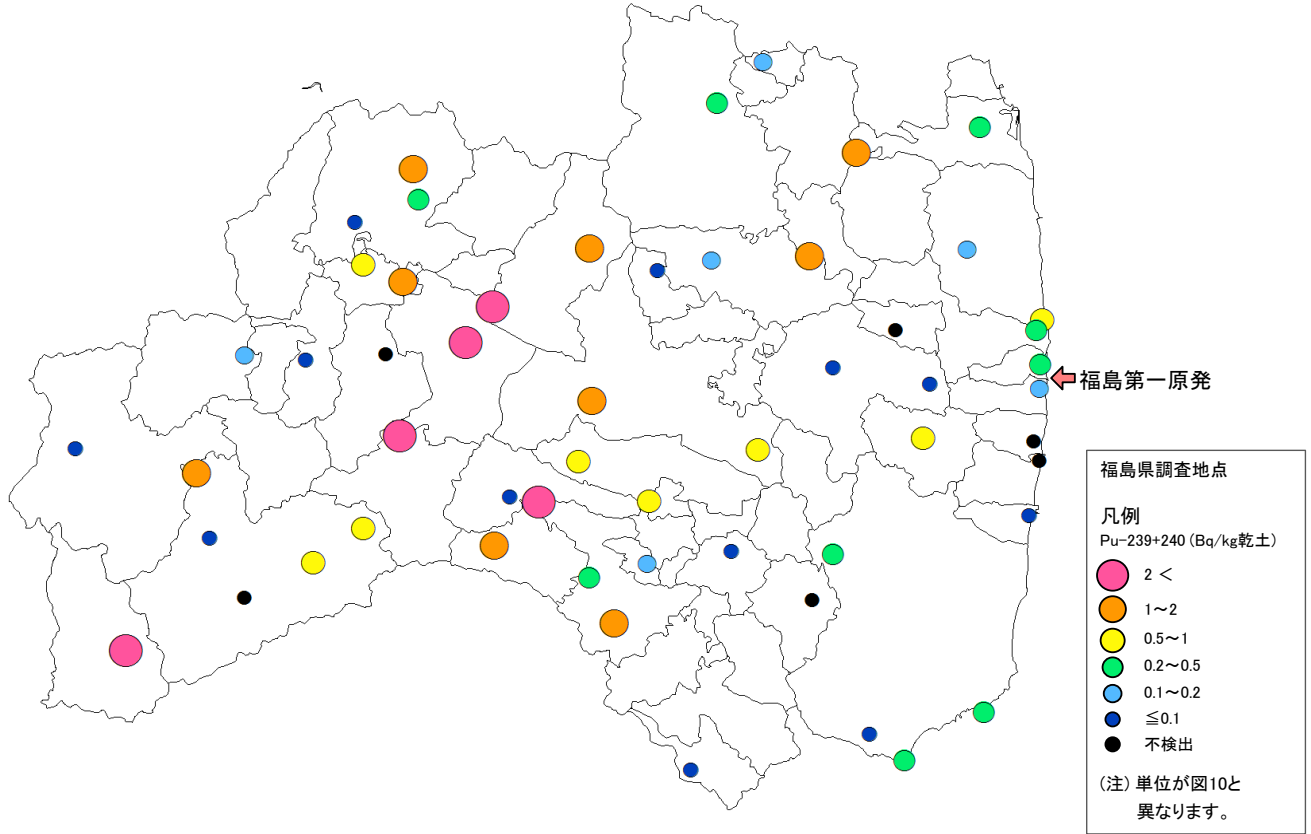 福島第一原発
福島県調査地点
凡例
Pu-239+240 (Bq/kg乾土)
2 <
1～2
0.5～1
0.2～0.5
0.1～0.2
≦0.1
不検出
(注) 単位が図10と
異なります。